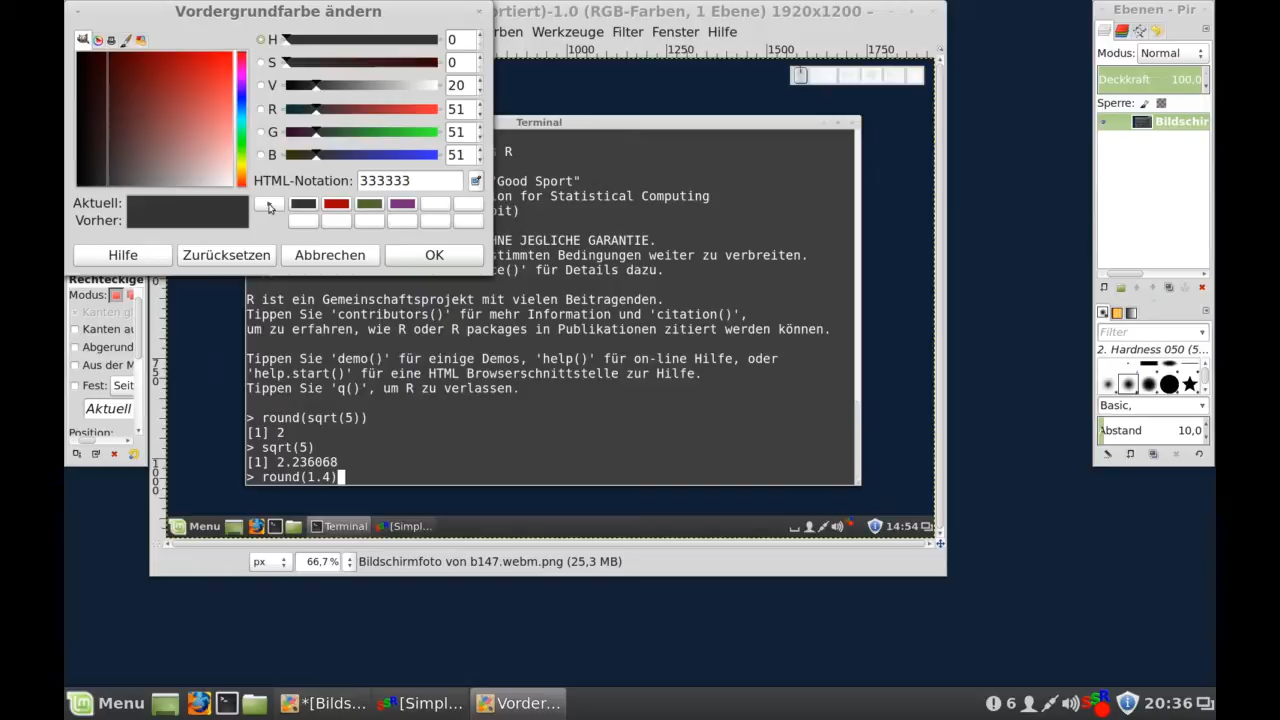 Vordergrundfarbe ändern
ortiert)-1.0 (RGB-Farben, 1 Ebene) 1920x1200 –
Ebenen - Pir
rben Werkzeuge Filter Fenster Hilfe
H 0
S 0
V 20
R 51
G 51
B 51
HTML-Notation: 333333
Aktuell:
Vorher:
Hilfe
Zurücksetzen
Abbrechen
OK
1000
1250
1500
1750
Modus: Normal
Deckkraft 100,0
Sperre:
Bildschir
Filter
2. Hardness 050 (5...
Basic,
Abstand 10,0
Rechteckige
Modus:
Kanten gl
Kanten au
Abgerund
Aus der M
Fest: Seit
Aktuell
Position:
750
1000
Terminal
s R
"Good Sport"
on for Statistical Computing
bit)
HNE JEGLICHE GARANTIE.
stimmten Bedingungen weiter zu verbreiten.
ce()' für Details dazu.
R ist ein Gemeinschaftsprojekt mit vielen Beitragenden.
Tippen Sie 'contributors()' für mehr Information und 'citation()',
um zu erfahren, wie R oder R packages in Publikationen zitiert werden können.
Tippen Sie 'demo()' für einige Demos, 'help()' für on-line Hilfe, oder
'help.start()' für eine HTML Browserschnittstelle zur Hilfe.
Tippen Sie 'q()', um R zu verlassen.
> round(sqrt(5))
[1] 2
> sqrt(5)
[1] 2.236068
> round(1.4)
Menu
Terminal
[Simpl...
14:54
px 66,7% Bildschirmfoto von b147.webm.png (25,3 MB)
Menu
*[Bilds...
[Simpl...
Vorder...
6
SSR
20:36